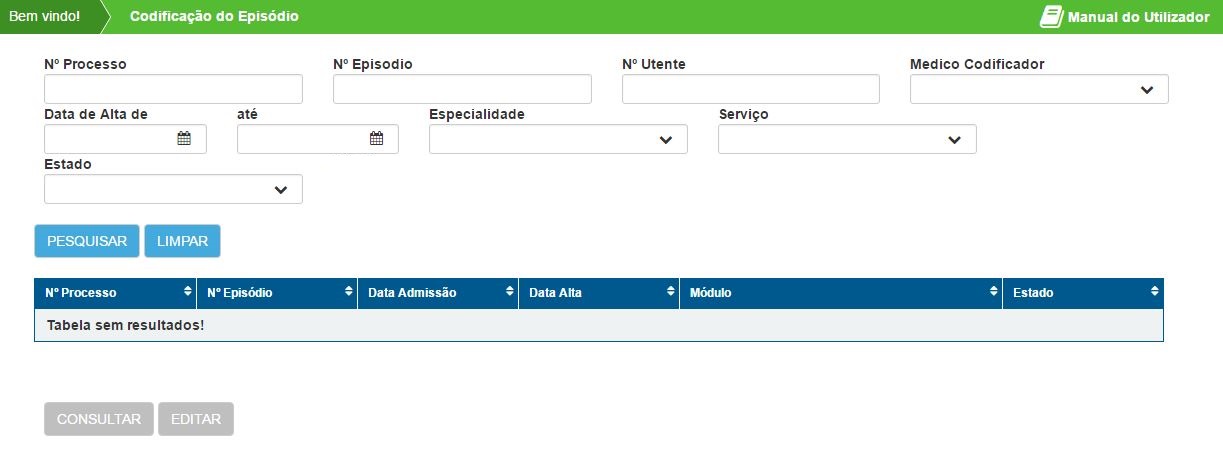 Bem vindo! Codificação do Episódio Manual do Utilizador
Nº Processo Nº Episodio Nº Utente Medico Codificador
Data de Alta de até Especialidade Serviço
Estado
PESQUISAR LIMPAR
Nº Processo Nº Episódio Data Admissão Data Alta Módulo Estado
Tabela sem resultados!
CONSULTAR EDITAR